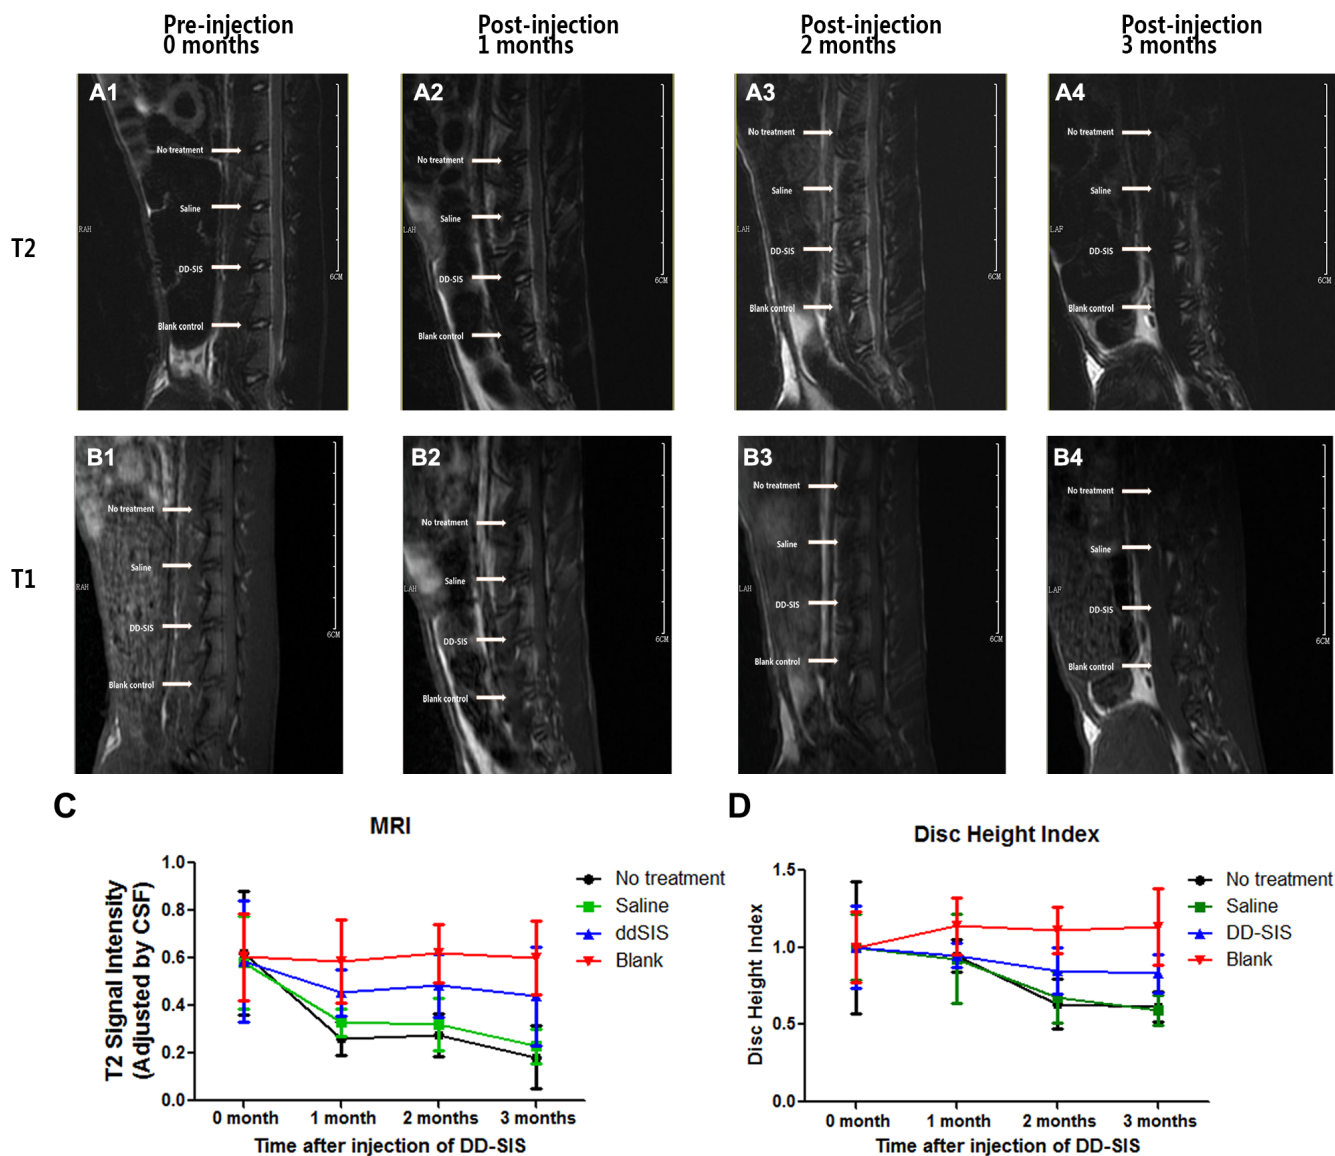 Pre-injection
0 months
Post-injection
1 months
Post-injection
2 months
Post-injection
3 months
T2
A1
No treatment
Saline
RAH
DD-SIS
6CM
Blank control
A2
No treatment
Saline
LAH
DD-SIS
6CM
Blank control
A3
No treatment
Saline
LAH
DD-SIS
6CM
Blank control
A4
No treatment
Saline
LAF
DD-SIS
6CM
Blank control
T1
B1
No treatment
Saline
RAH
DD-SIS
6CM
Blank control
B2
No treatment
Saline
LAH
DD-SIS
6CM
Blank control
B3
No treatment
Saline
LAH
DD-SIS
6CM
Blank control
B4
No treatment
Saline
LAF
DD-SIS
6CM
Blank control
C
MRI
T2 Signal Intensity
(Adjusted by CSF)
1.0
0.8
0.6
0.4
0.2
0.0
0 month
1 month
2 months
3 months
Time after injection of DD-SIS
No treatment
Saline
ddSIS
Blank
D
Disc Height Index
Disc Height Index
1.5
1.0
0.5
0.0
0 month
1 month
2 months
3 months
Time after injection of DD-SIS
No treatment
Saline
DD-SIS
Blank